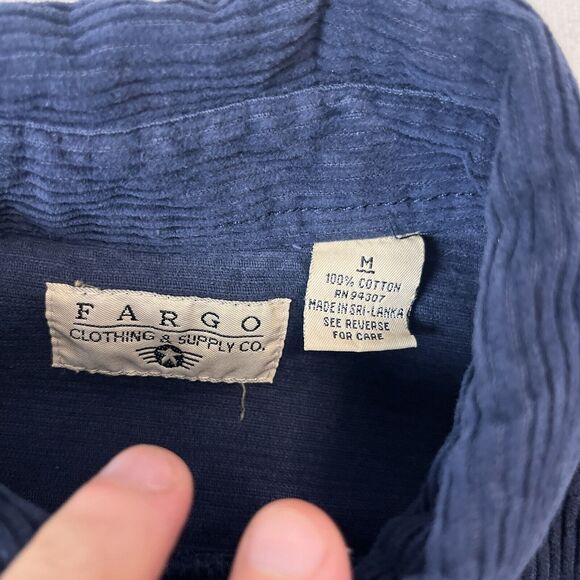 FARGO
CLOTHING & SUPPLY CO.
M
100% COTTON
RN 94307
MADE IN SRI-LANKA
SEE REVERSE
FOR CARE